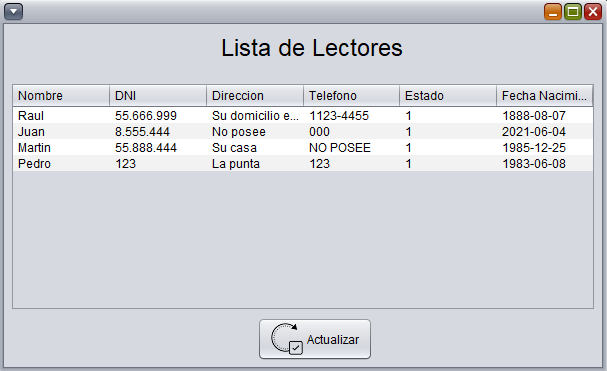 Lista de Lectores
Nombre DNI Direccion Telefono Estado Fecha Nacimi...
Raul 55.666.999 Su domicilio e... 1123-4455 1 1888-08-07
Juan 8.555.444 No posee 000 1 2021-06-04
Martin 55.888.444 Su casa NO POSEE 1 1985-12-25
Pedro 123 La punta 123 1 1983-06-08
Actualizar